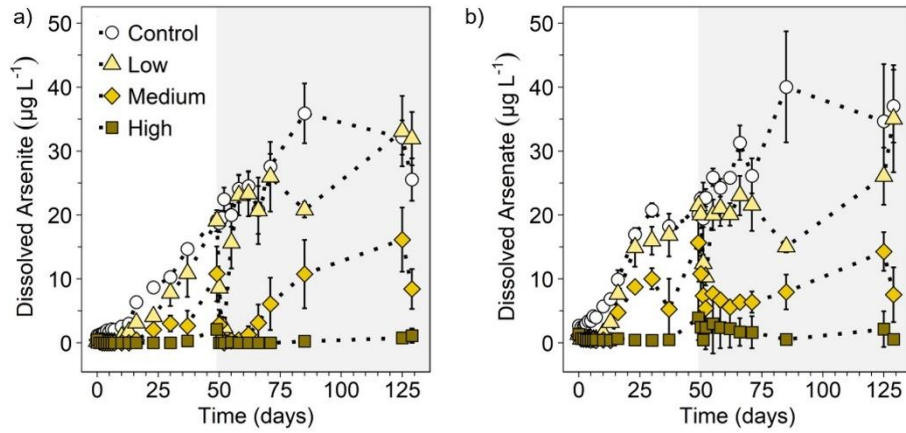 a)
Dissolved Arsenite (µg L⁻¹)
50
40
30
20
10
0
Control
Low
Medium
High
0 25 50 75 100 125
Time (days)
b)
Dissolved Arsenate (µg L⁻¹)
50
40
30
20
10
0
0 25 50 75 100 125
Time (days)